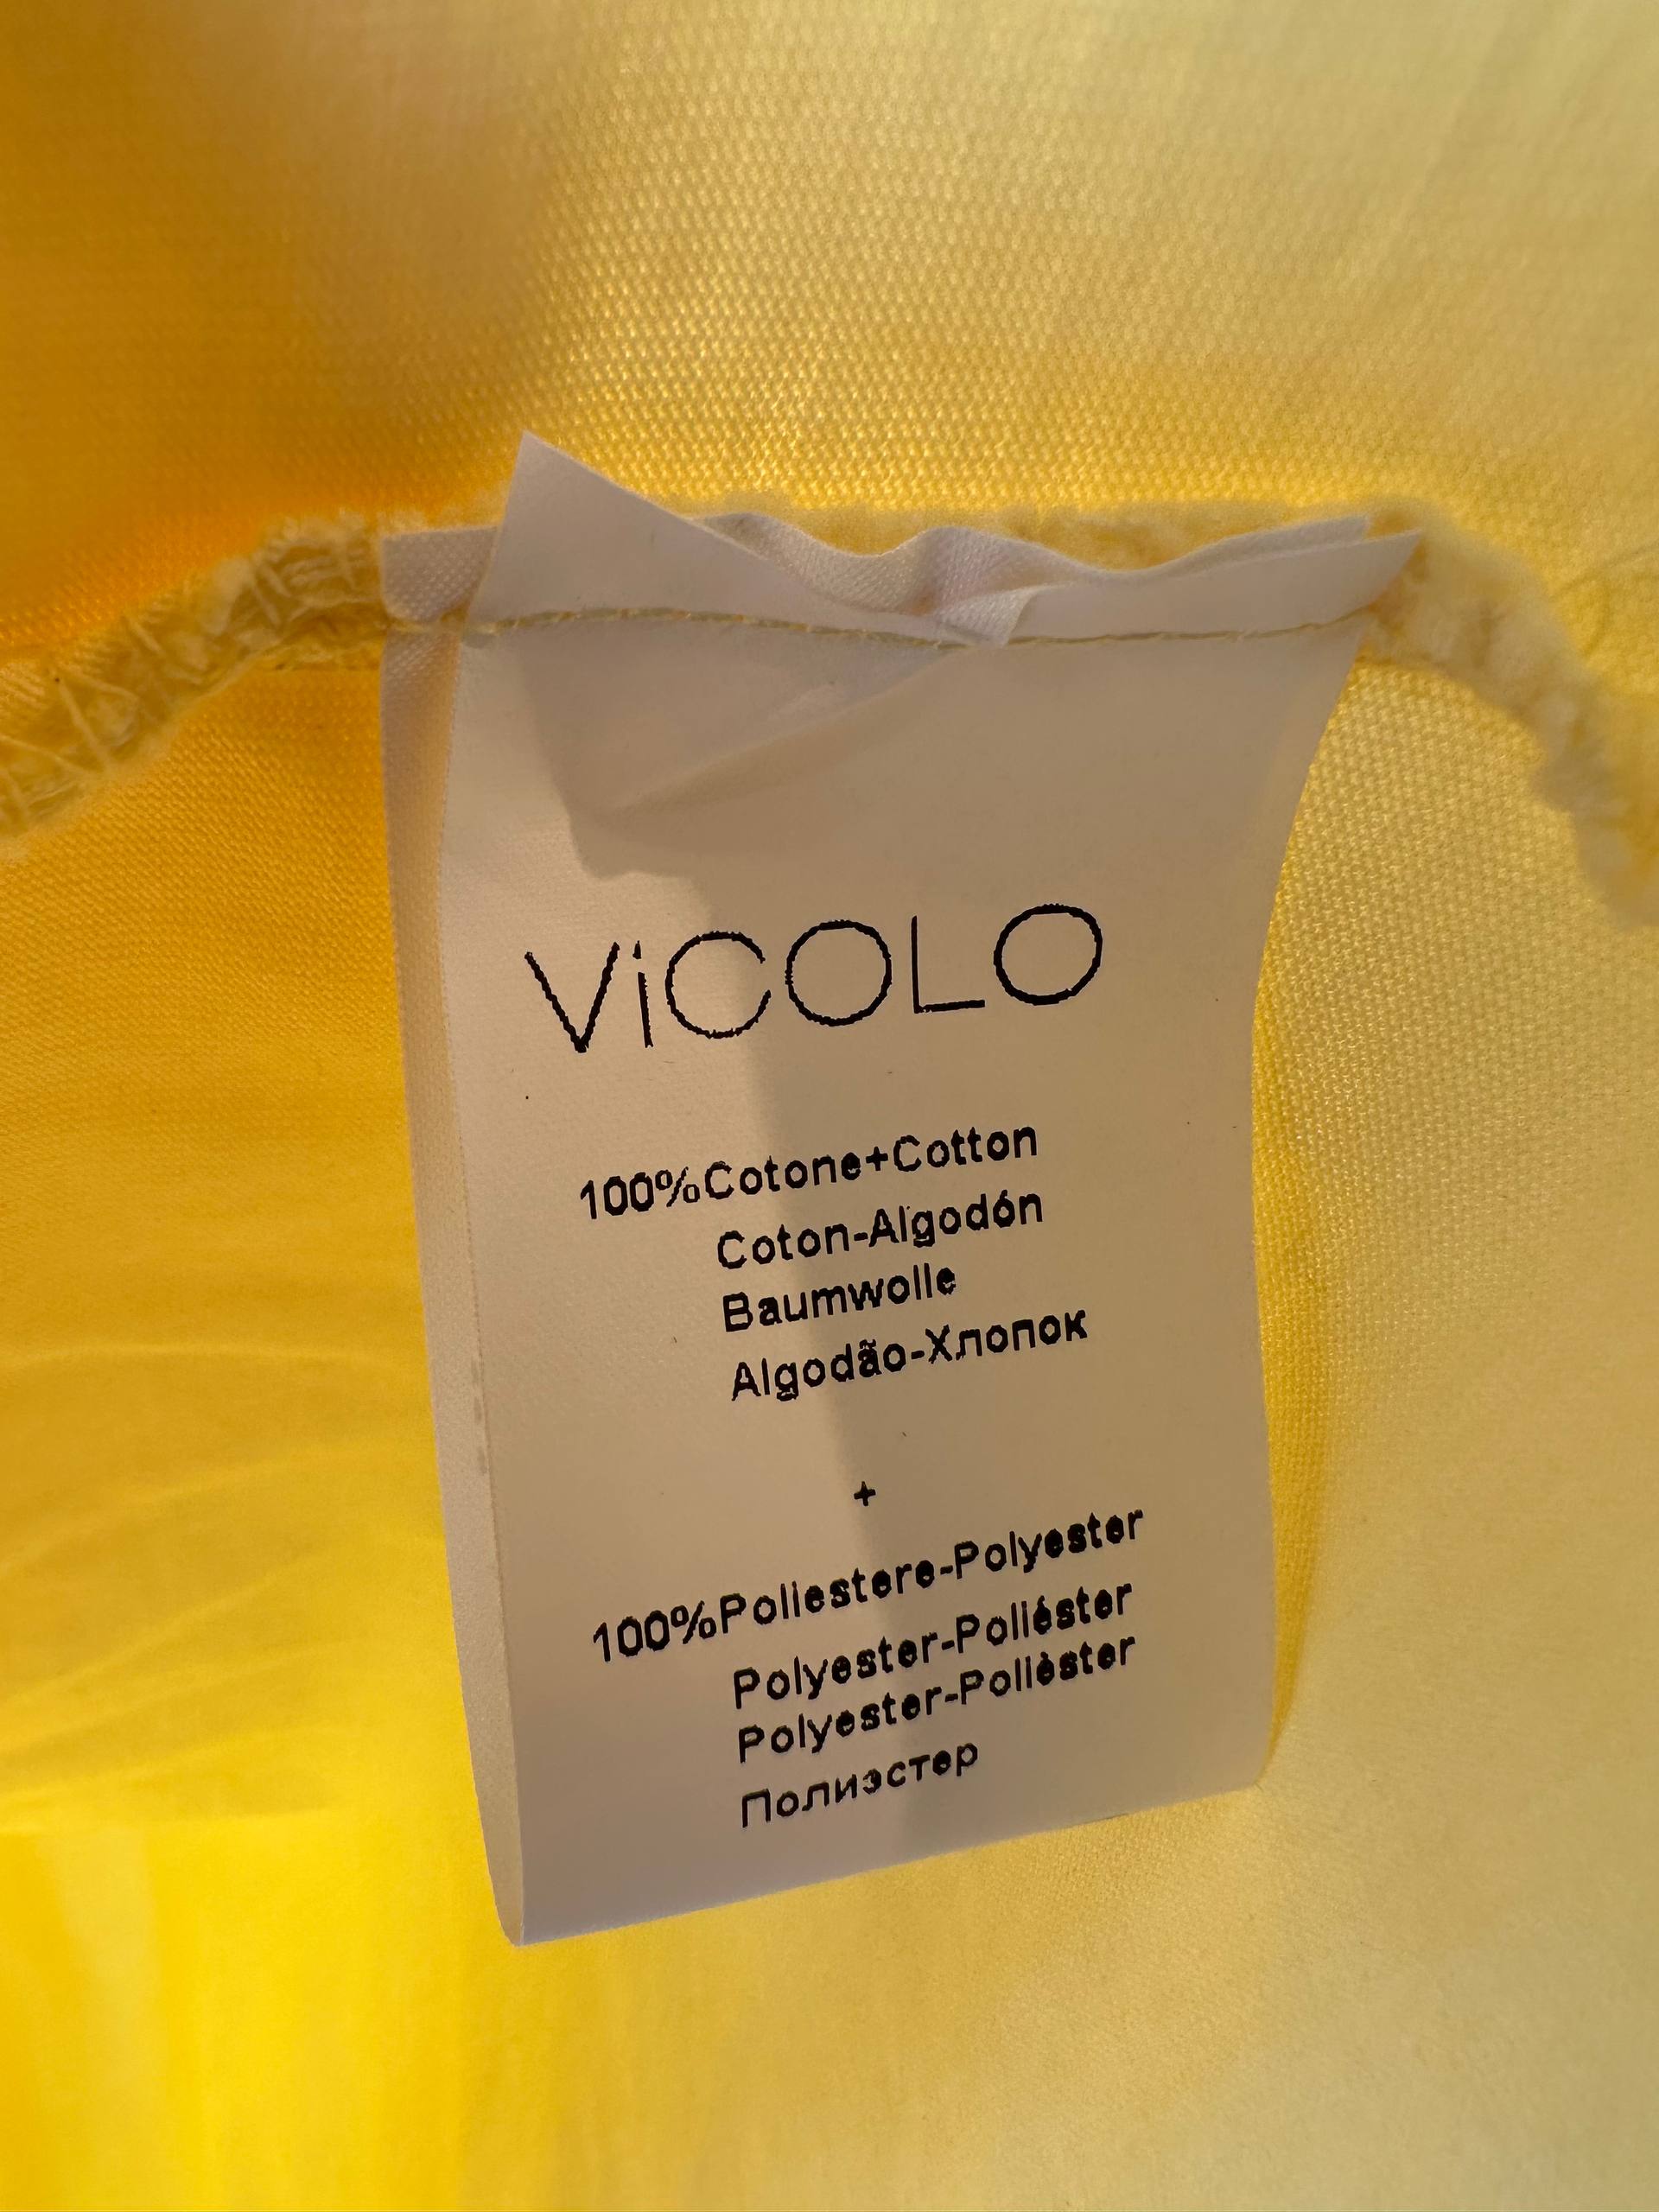 ViCOLO
100%Cotone+Cotton
Coton-Algodón
Baumwolle
Algodão-Хлопок
+
100%Poliestere-Polyester
Polyester-Poliéster
Polyester-Polièster
Полиэстер